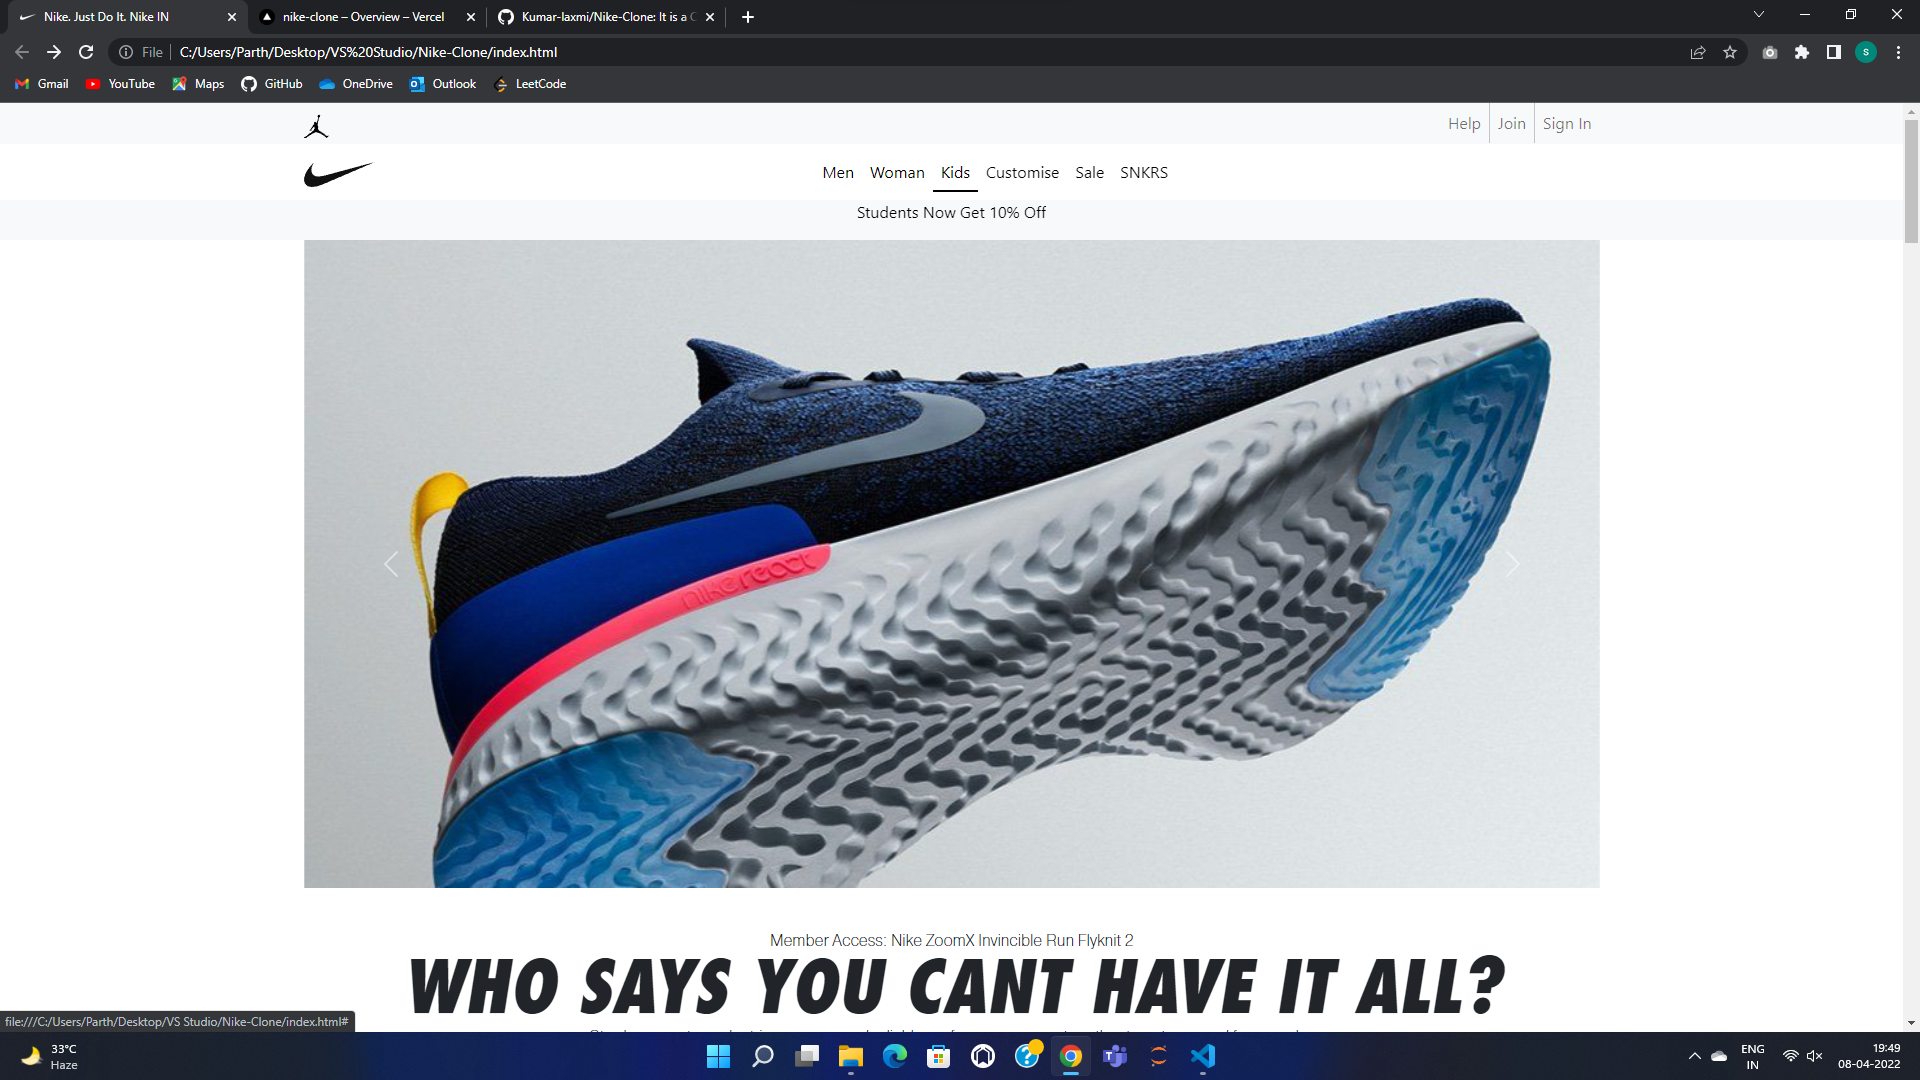 Nike. Just Do It. Nike IN
nike-clone – Overview – Vercel
Kumar-laxmi/Nike-Clone: It is a C
File
C:/Users/Parth/Desktop/VS%20Studio/Nike-Clone/index.html
S
Gmail
YouTube
Maps
GitHub
OneDrive
Outlook
LeetCode
Help
Join
Sign In
Men
Woman
Kids
Customise
Sale
SNKRS
Students Now Get 10% Off
nike react
Member Access: Nike ZoomX Invincible Run Flyknit 2
WHO SAYS YOU CANT HAVE IT ALL?
file:///C:/Users/Parth/Desktop/VS Studio/Nike-Clone/index.html#
33°C
Haze
ENG
IN
19:49
08-04-2022